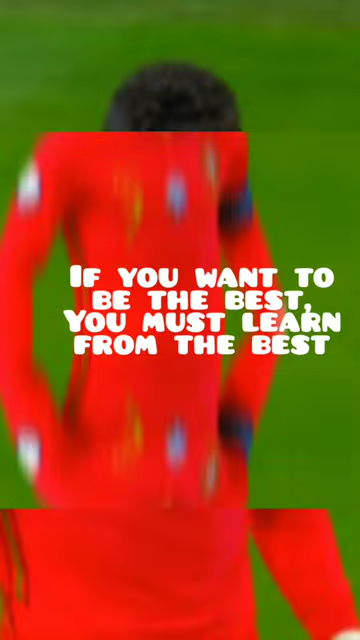 If you want to
be the best,
You must learn
from the best